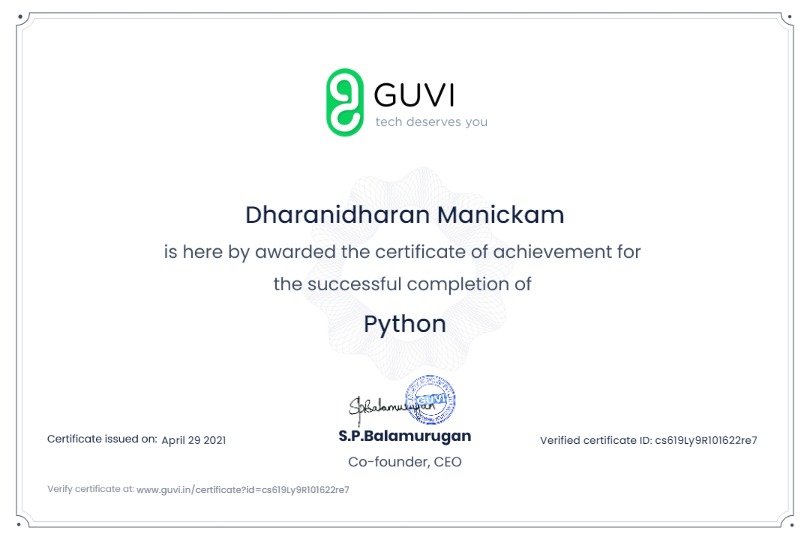 GUVI
tech deserves you
Dharanidharan Manickam
is here by awarded the certificate of achievement for
the successful completion of
Python
S.P.Balamurugan
GUVI
S.P.Balamurugan
Co-founder, CEO
Certificate issued on: April 29 2021
Verified certificate ID: cs619Ly9R101622re7
Verify certificate at: www.guvi.in/certificate?id=cs619Ly9R101622re7